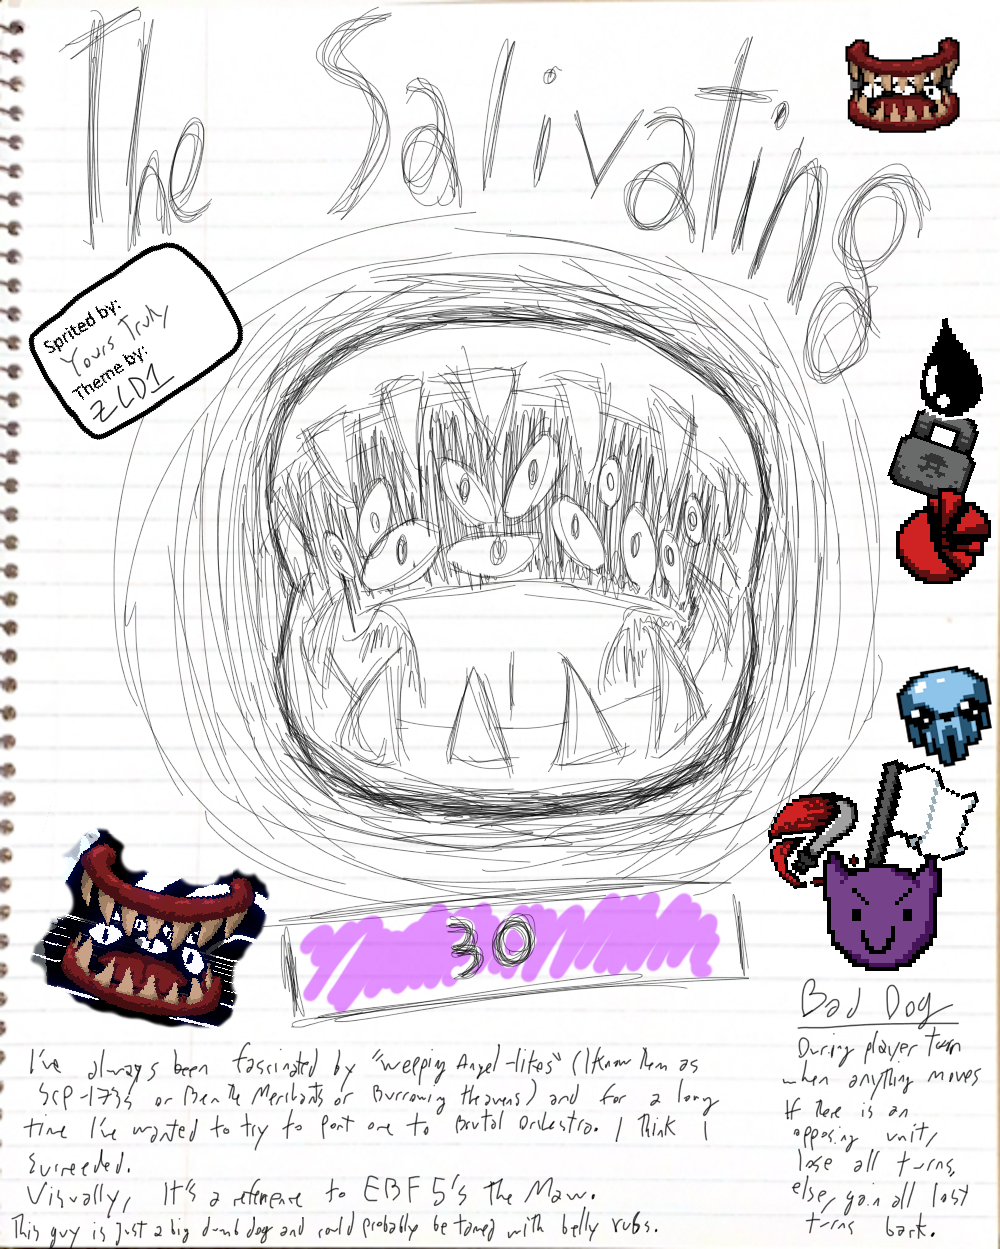 The Salivating
Sprited by:
Yours Truly
Theme by:
ZLD1
30
Bad Dog
During player turn
when anything moves
If there is an
opposing unit,
lose all turns,
else, gain all lost
turns back.
I've always been fascinated by "Weeping Angel-likes" (I know them as
SCP-173s or Ben the Merchants or Burrowing Heavens) and for a long
time I've wanted to try to port one to Brutal Orchestra. I think I
succeeded.
Visually, It's a reference to EBF 5's The Maw.
This guy is just a big dumb dog and could probably be tamed with belly rubs.